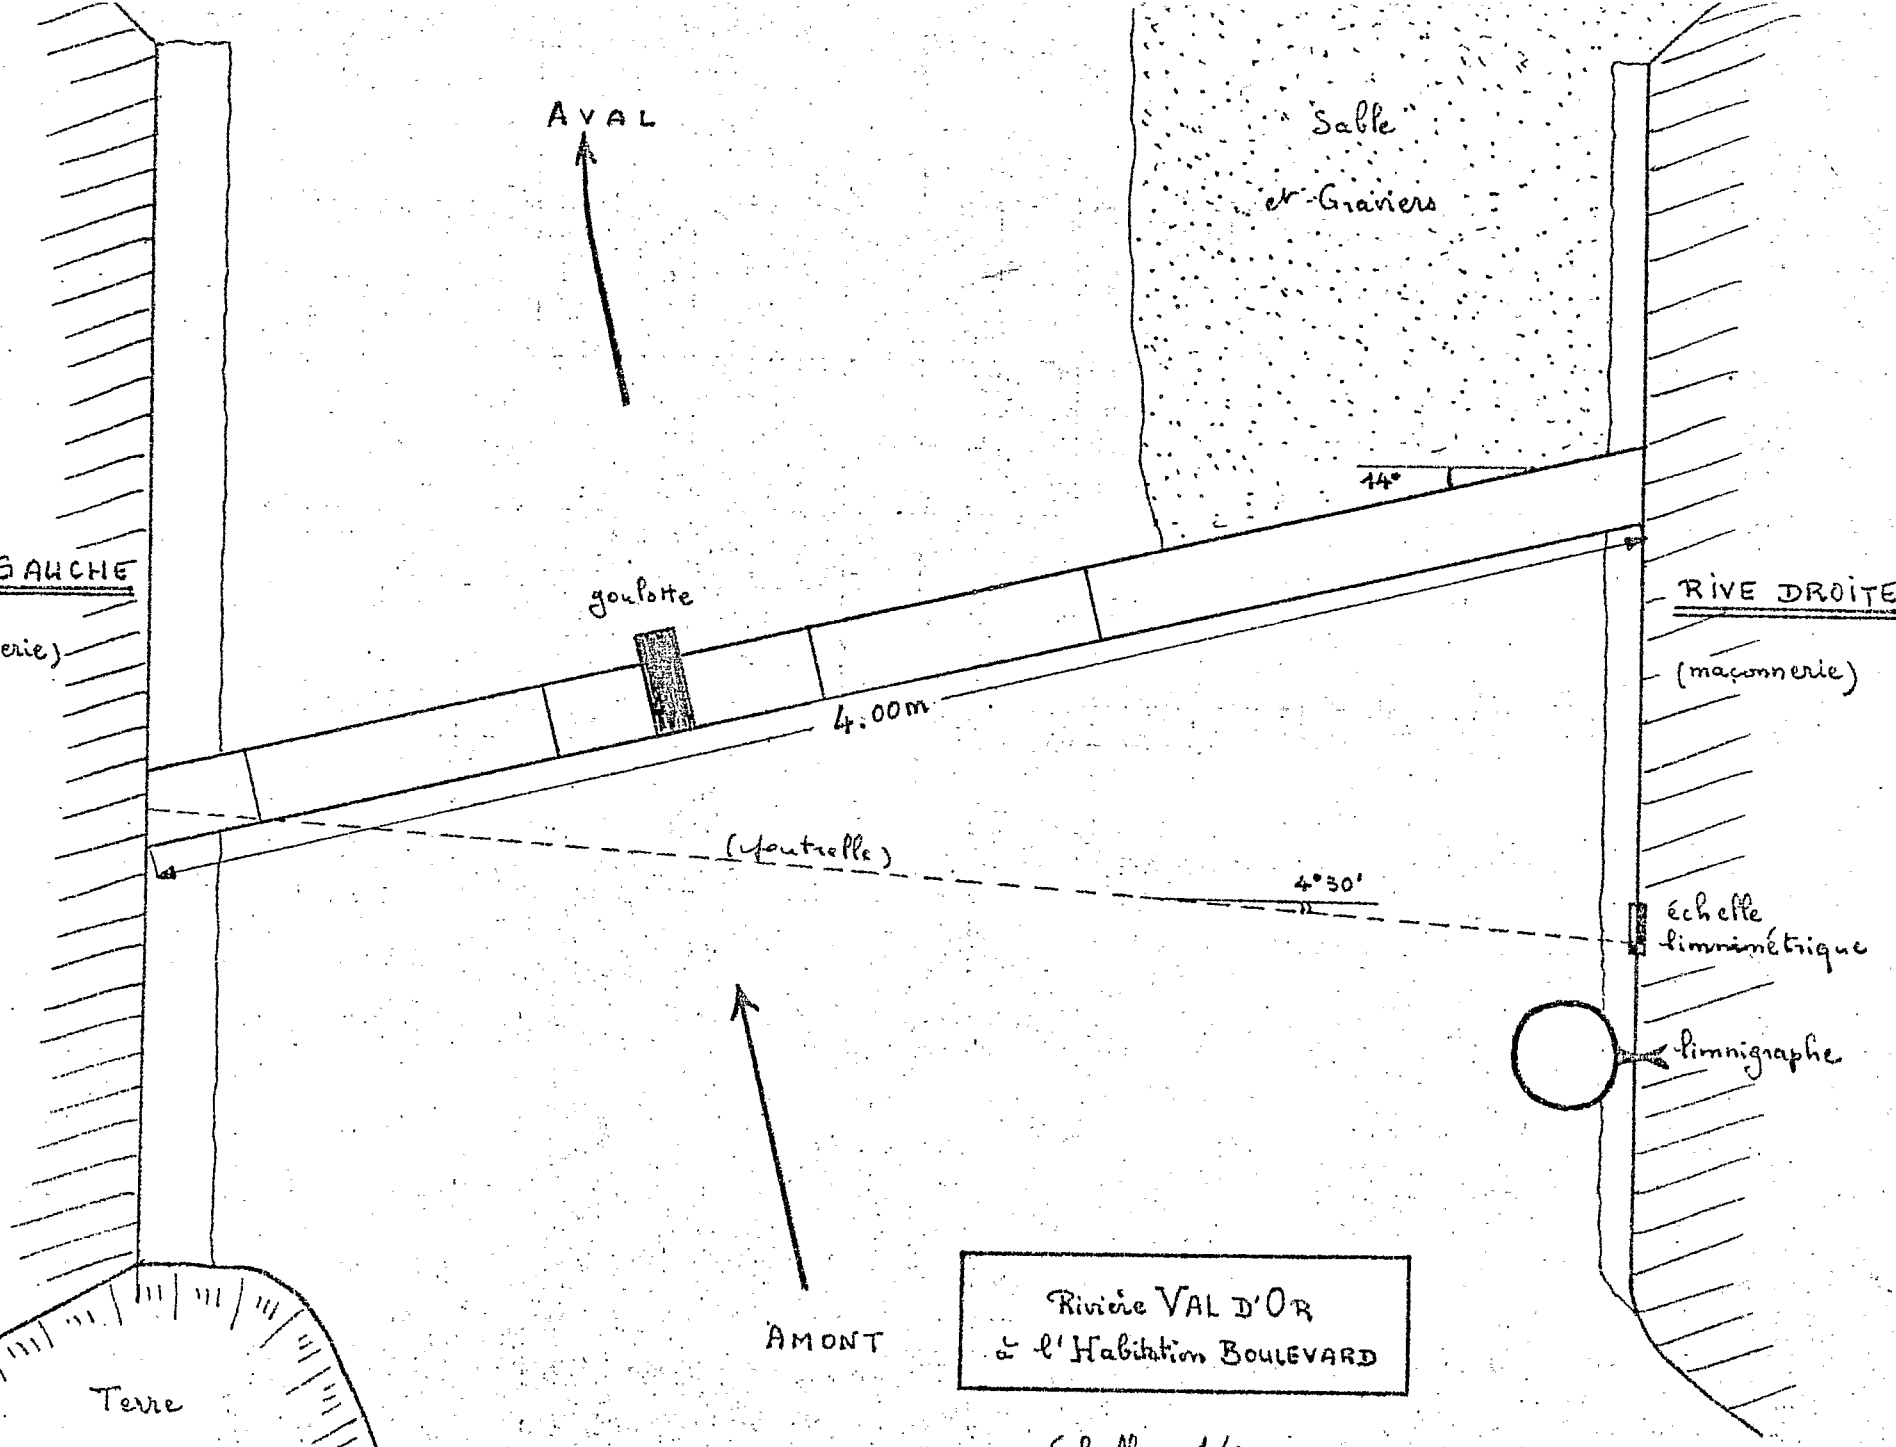 AVAL
Sable
et Graviers
14°
GAUCHE
goulotte
RIVE DROITE
erie)
(maçonnerie)
4.00m
(poutrelle)
4°30'
échelle
limnimétrique
limnigraphe
Rivière VAL D'OR
à l'Habitation BOULEVARD
AMONT
Terre